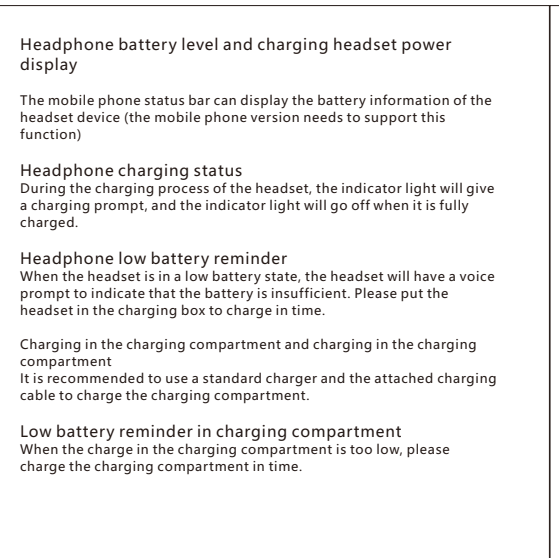 Headphone battery level and charging headset power
display
The mobile phone status bar can display the battery information of the
headset device (the mobile phone version needs to support this
function)
Headphone charging status
During the charging process of the headset, the indicator light will give
a charging prompt, and the indicator light will go off when it is fully
charged.
Headphone low battery reminder
When the headset is in a low battery state, the headset will have a voice
prompt to indicate that the battery is insufficient. Please put the
headset in the charging box to charge in time.
Charging in the charging compartment and charging in the charging
compartment
It is recommended to use a standard charger and the attached charging
cable to charge the charging compartment.
Low battery reminder in charging compartment
When the charge in the charging compartment is too low, please
charge the charging compartment in time.